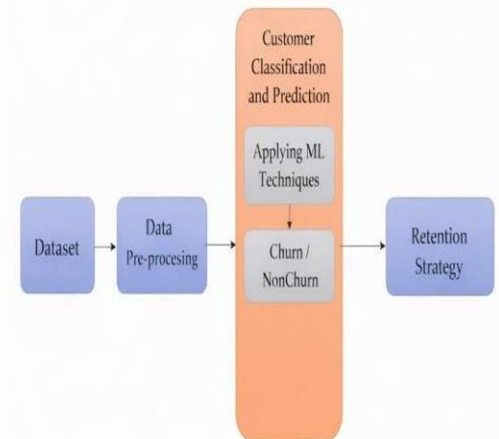 Dataset
Data
Pre-procesing
Customer
Classification
and Prediction
Applying ML
Techniques
Churn /
NonChurn
Retention
Strategy